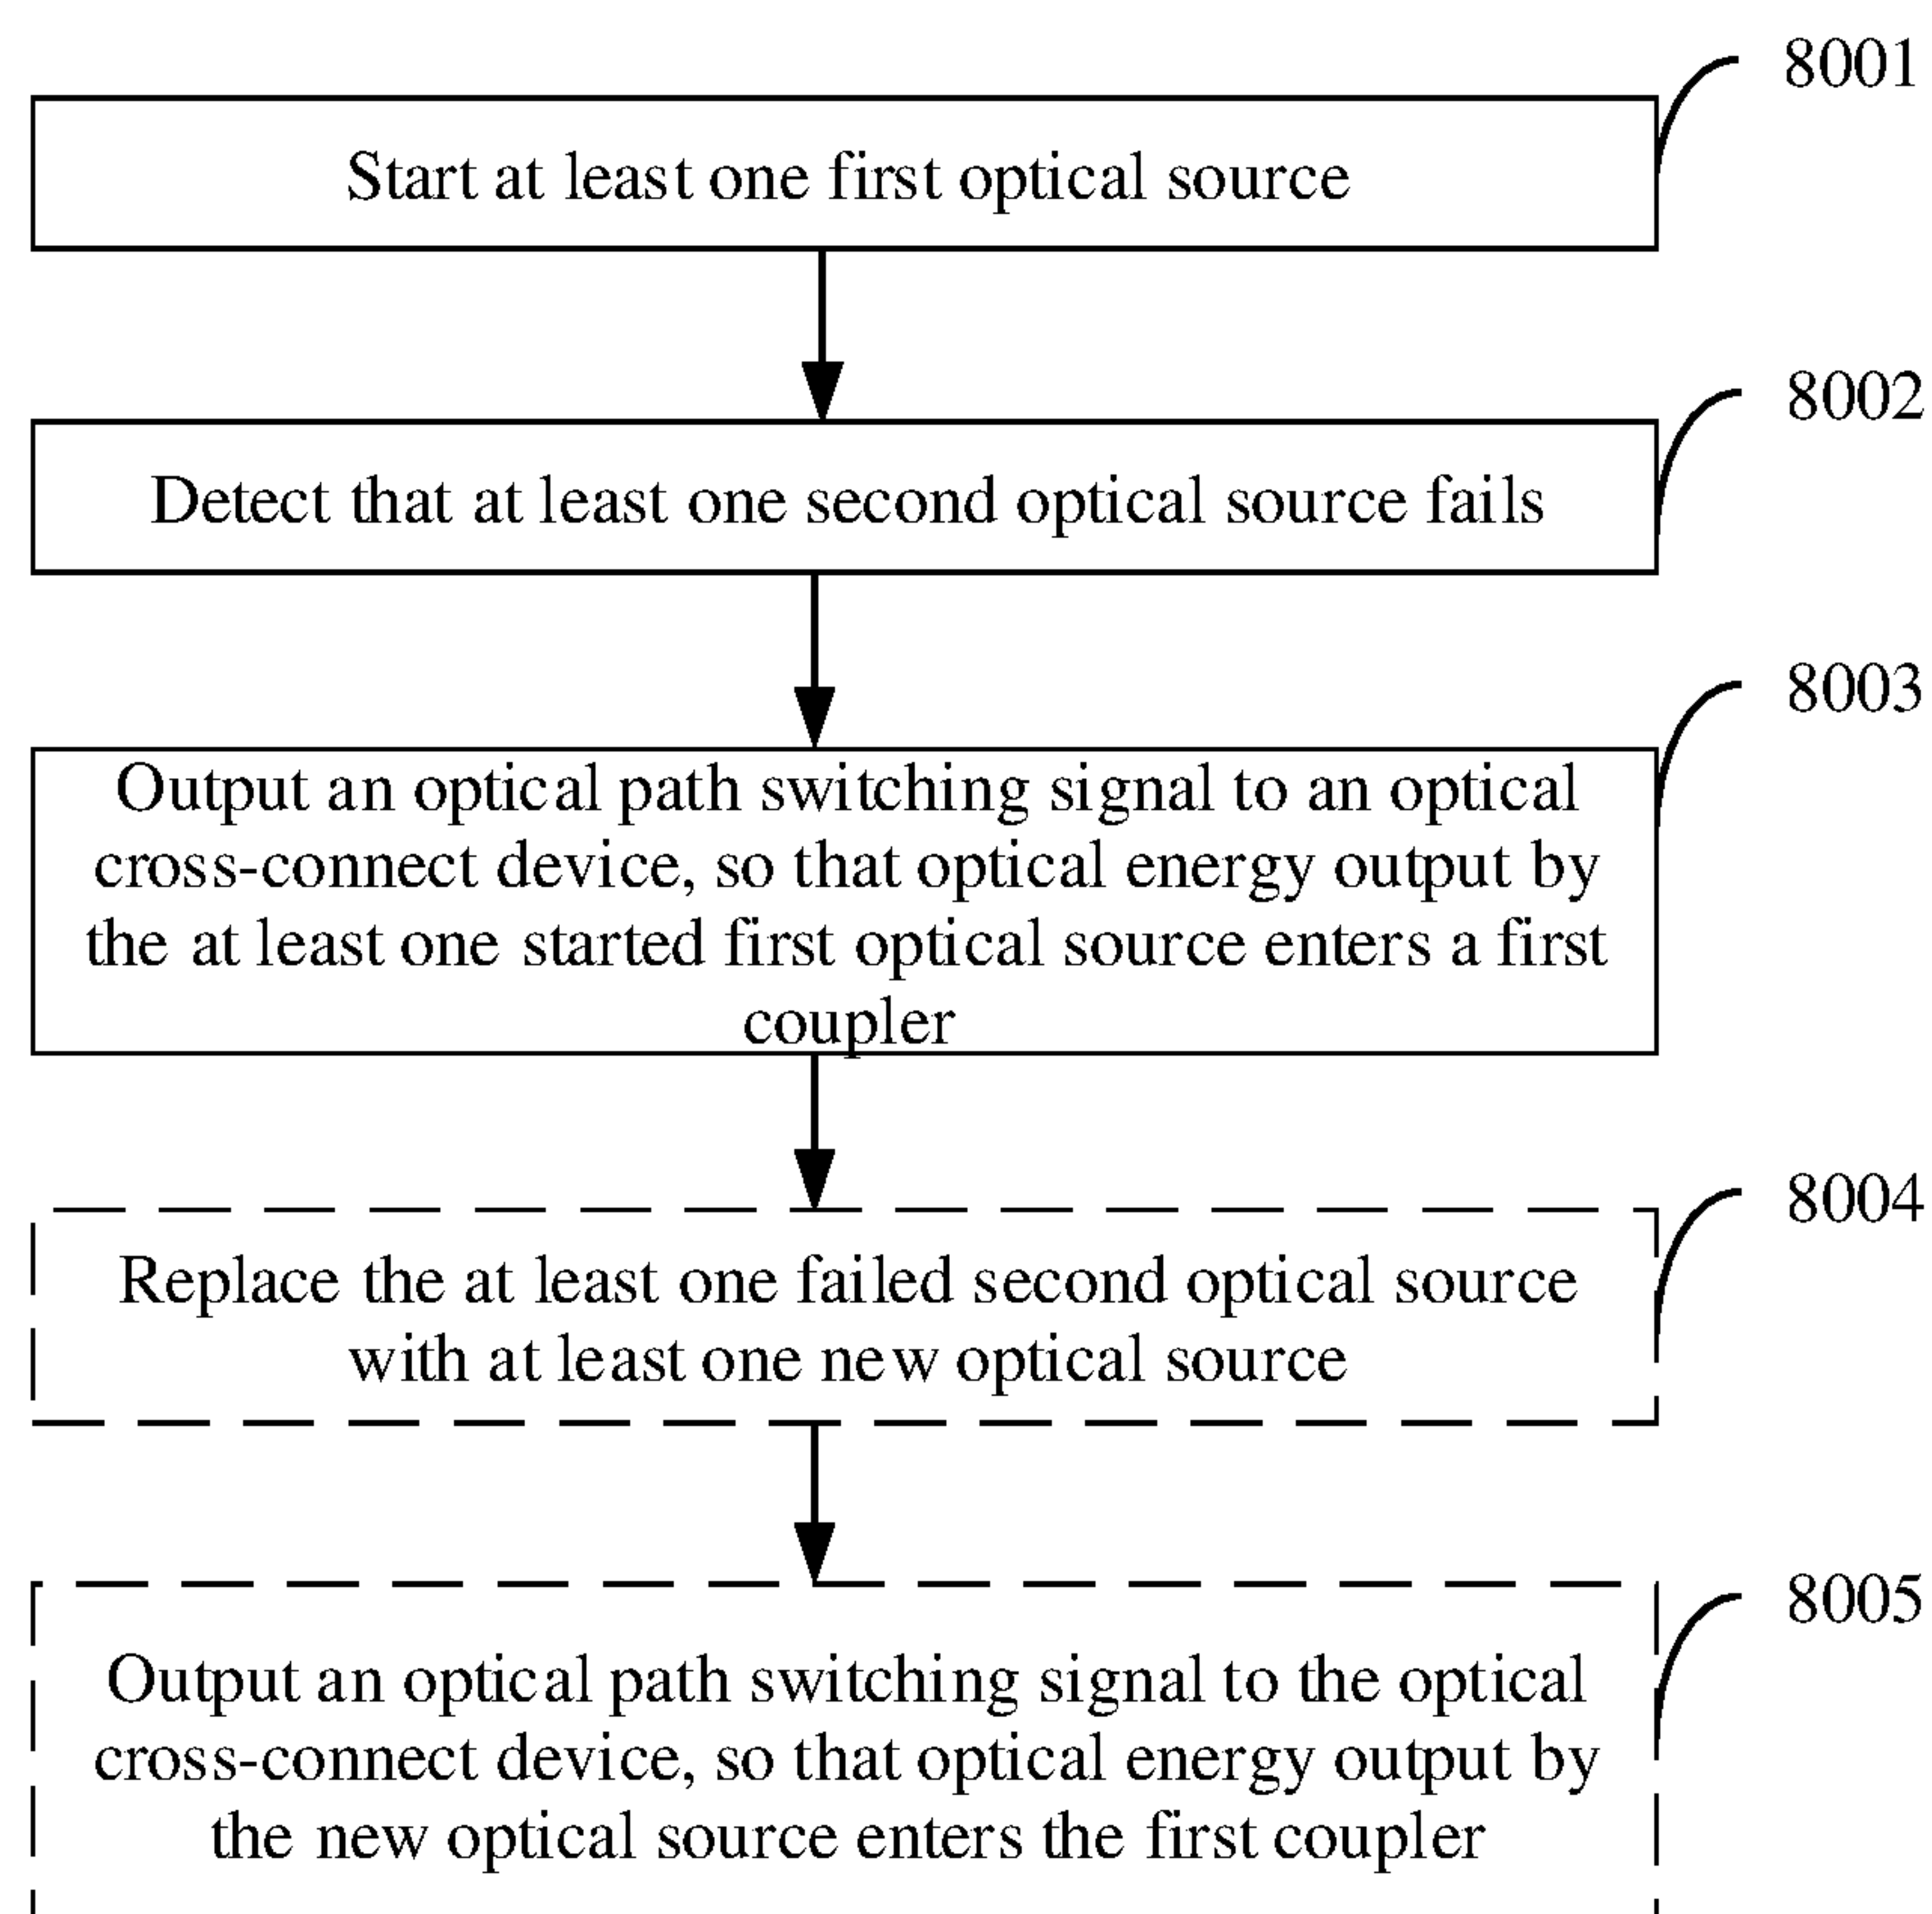 8001
Start at least one first optical source
8002
Detect that at least one second optical source fails
8003
Output an optical path switching signal to an optical
cross-connect device, so that optical energy output by
the at least one started first optical source enters a first
coupler
8004
Replace the at least one failed second optical source
with at least one new optical source
8005
Output an optical path switching signal to the optical
cross-connect device, so that optical energy output by
the new optical source enters the first coupler